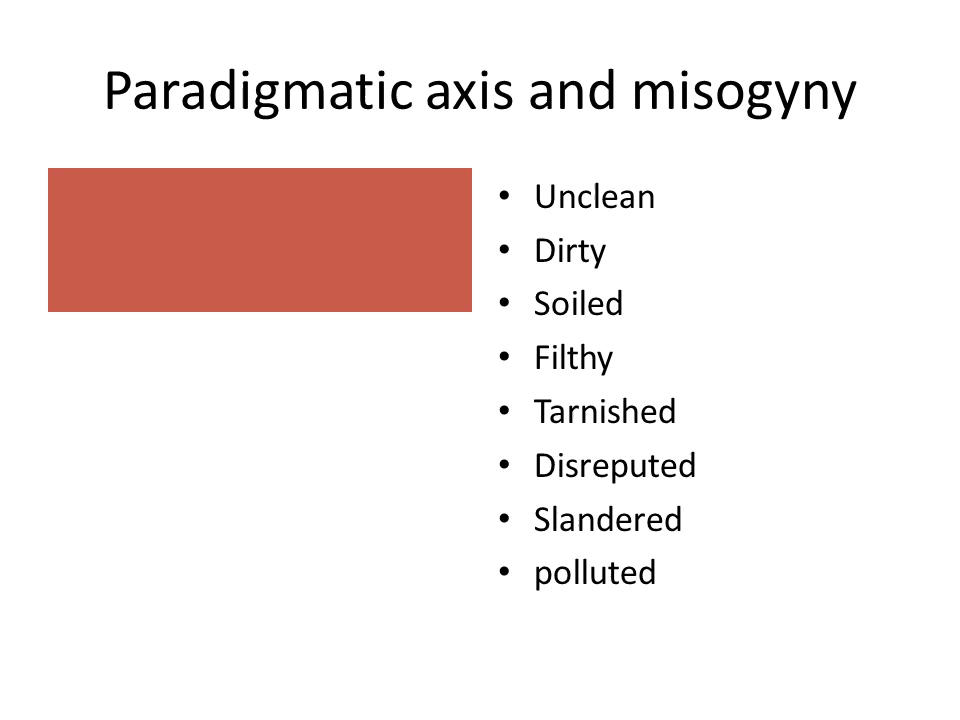 Paradigmatic axis and misogyny
• Unclean
• Dirty
• Soiled
• Filthy
• Tarnished
• Disreputed
• Slandered
• polluted